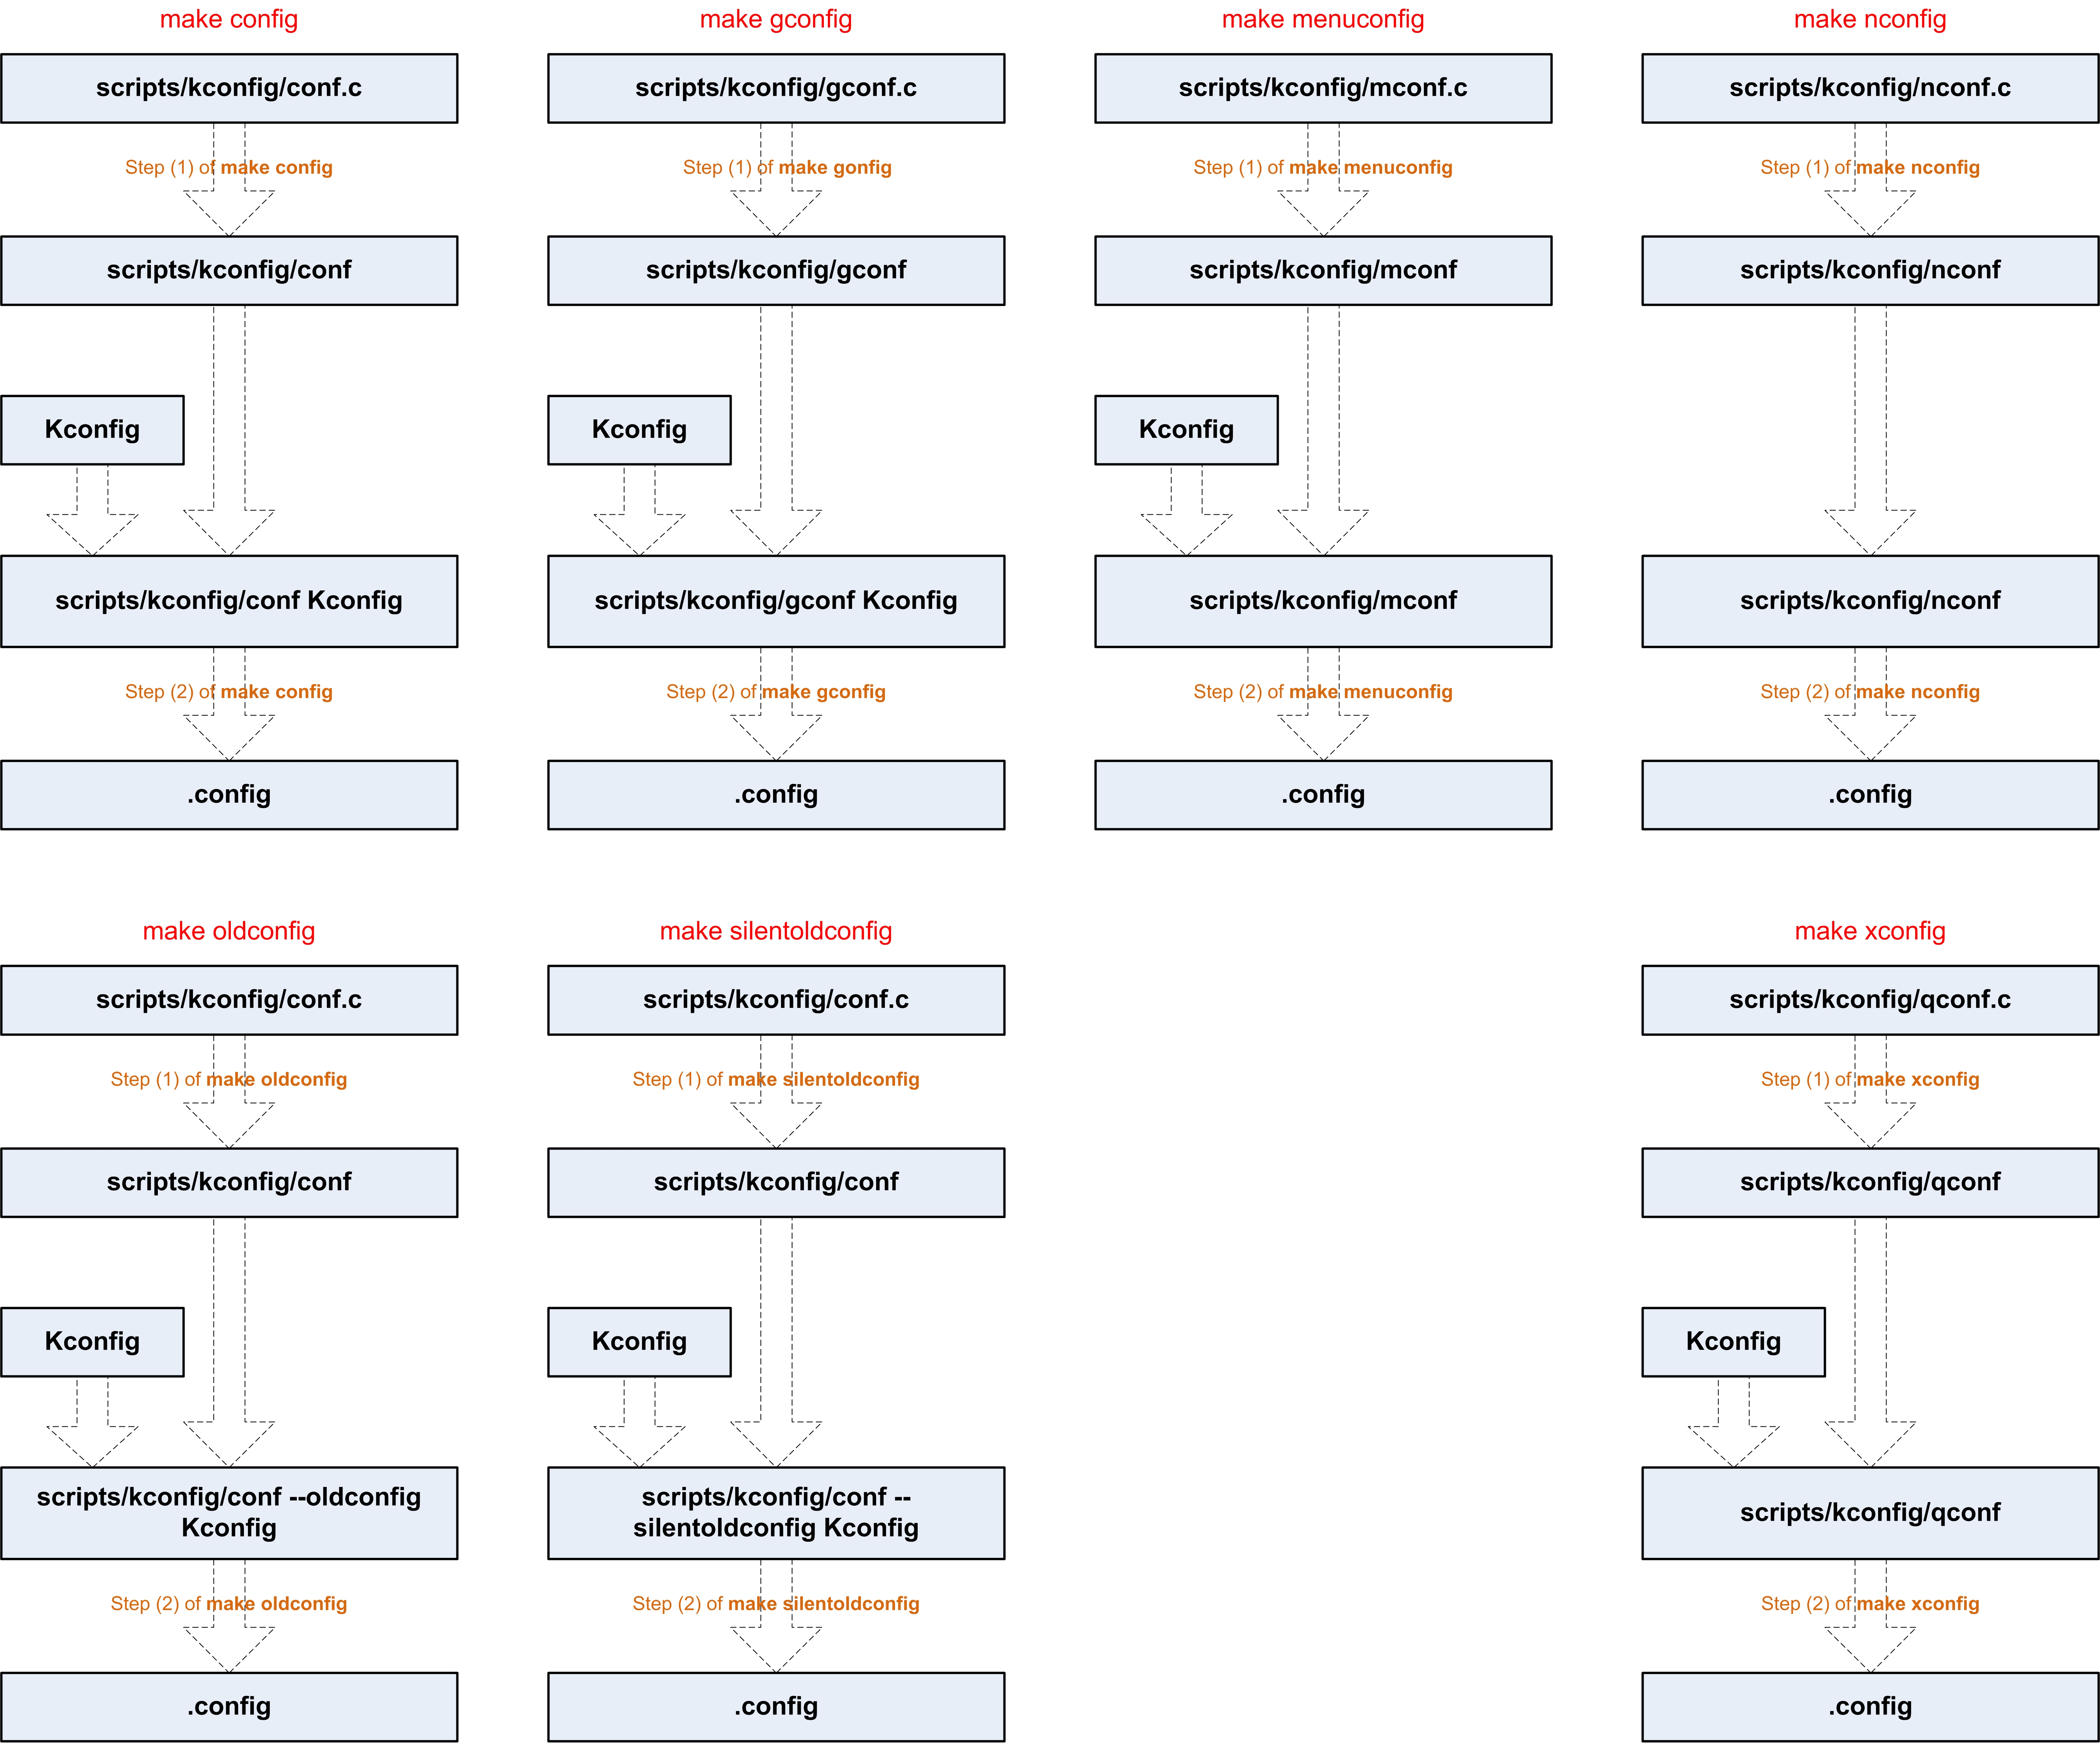 make config
scripts/kconfig/conf.c
Step (1) of make config
scripts/kconfig/conf
Kconfig
scripts/kconfig/conf Kconfig
Step (2) of make config
.config
make gconfig
scripts/kconfig/gconf.c
Step (1) of make gonfig
scripts/kconfig/gconf
Kconfig
scripts/kconfig/gconf Kconfig
Step (2) of make gconfig
.config
make menuconfig
scripts/kconfig/mconf.c
Step (1) of make menuconfig
scripts/kconfig/mconf
Kconfig
scripts/kconfig/mconf
Step (2) of make menuconfig
.config
make nconfig
scripts/kconfig/nconf.c
Step (1) of make nconfig
scripts/kconfig/nconf
scripts/kconfig/nconf
Step (2) of make nconfig
.config
make oldconfig
scripts/kconfig/conf.c
Step (1) of make oldconfig
scripts/kconfig/conf
Kconfig
scripts/kconfig/conf --oldconfig
Kconfig
Step (2) of make oldconfig
.config
make silentoldconfig
scripts/kconfig/conf.c
Step (1) of make silentoldconfig
scripts/kconfig/conf
Kconfig
scripts/kconfig/conf --
silentoldconfig Kconfig
Step (2) of make silentoldconfig
.config
make xconfig
scripts/kconfig/qconf.c
Step (1) of make xconfig
scripts/kconfig/qconf
Kconfig
scripts/kconfig/qconf
Step (2) of make xconfig
.config